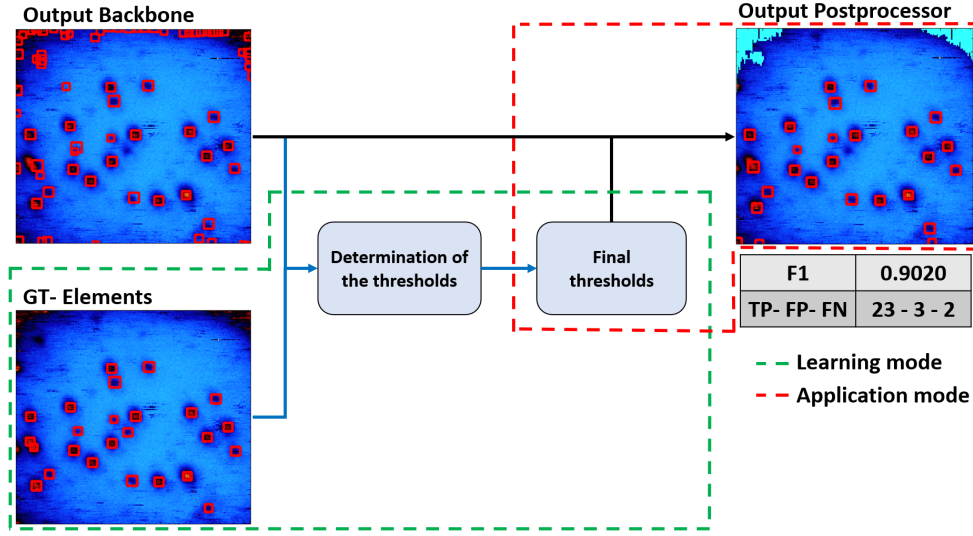 Output Backbone
Output Postprocessor
Determination of
the thresholds
Final
thresholds
GT- Elements
F1 0.9020
TP- FP- FN 23 - 3 - 2
Learning mode
Application mode